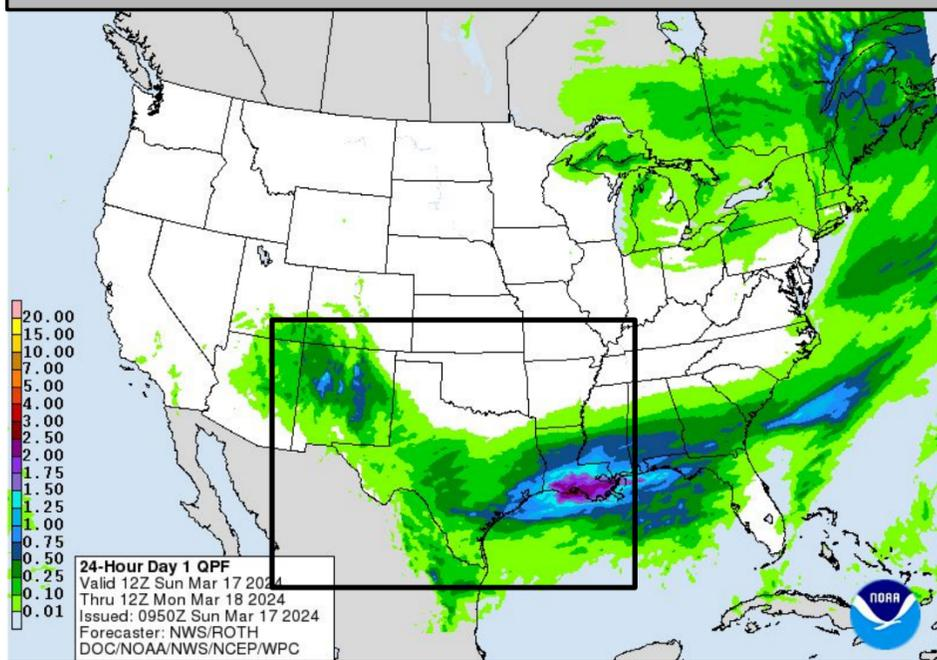 20.00
15.00
10.00
7.00
5.00
4.00
3.00
2.50
2.00
1.75
1.50
1.25
1.00
0.75
0.50
0.25
0.10
0.01
24-Hour Day 1 QPF
Valid 12Z Sun Mar 17 2024
Thru 12Z Mon Mar 18 2024
Issued: 0950Z Sun Mar 17 2024
Forecaster: NWS/ROTH
DOC/NOAA/NWS/NCEP/WPC
NOAA